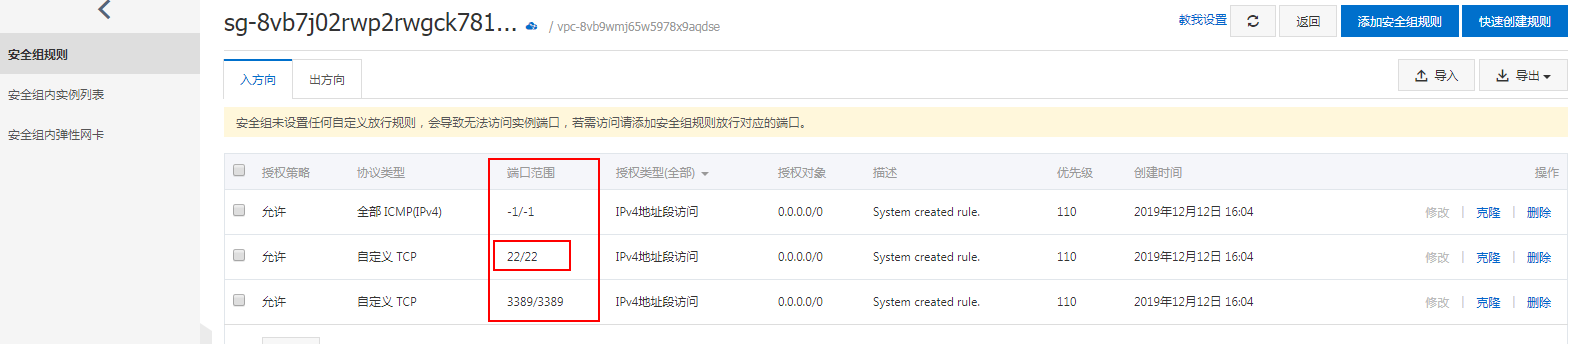 sg-8vb7j02rwp2rwgck781... / vpc-8vb9wmj65w5978x9aqdse
教我设置 返回 添加安全组规则 快速创建规则
安全组规则
安全组内实例列表
安全组内弹性网卡
入方向 出方向 导入 导出
安全组未设置任何自定义放行规则，会导致无法访问实例端口，若需访问请添加安全组规则放行对应的端口。
授权策略 协议类型 端口范围 授权类型(全部) 授权对象 描述 优先级 创建时间 操作
允许 全部 ICMP(IPv4) -1/-1 IPv4地址段访问 0.0.0.0/0 System created rule. 110 2019年12月12日 16:04 修改 | 克隆 | 删除
允许 自定义 TCP 22/22 IPv4地址段访问 0.0.0.0/0 System created rule. 110 2019年12月12日 16:04 修改 | 克隆 | 删除
允许 自定义 TCP 3389/3389 IPv4地址段访问 0.0.0.0/0 System created rule. 110 2019年12月12日 16:04 修改 | 克隆 | 删除